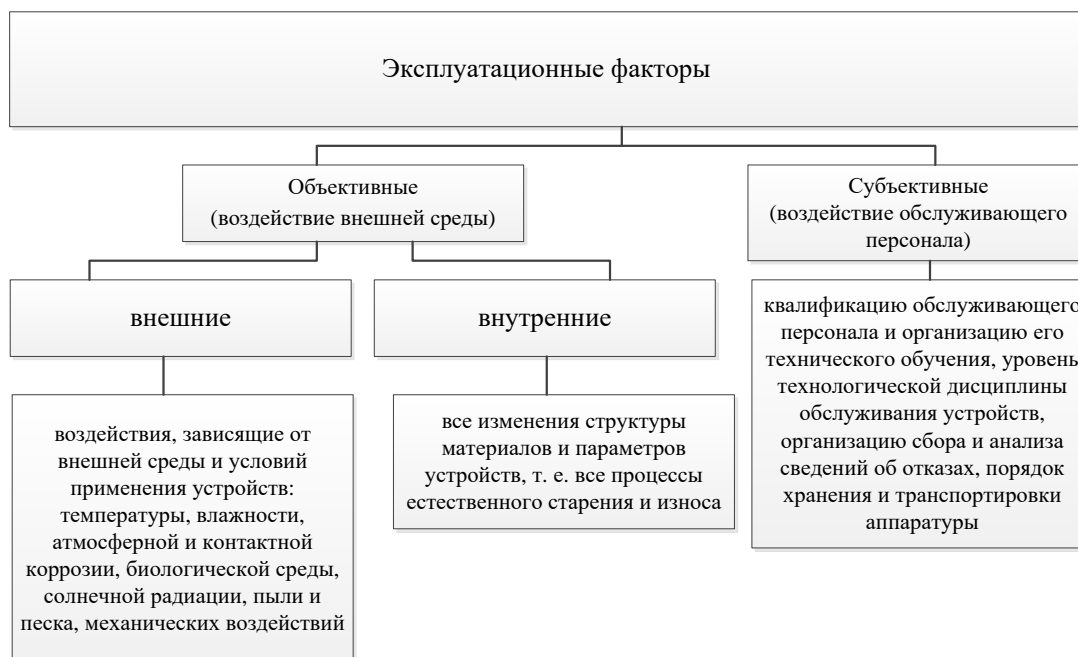 Эксплуатационные факторы
Объективные
(воздействие внешней среды)
Субъективные
(воздействие обслуживающего
персонала)
внешние
внутренние
квалификацию обслуживающего
персонала и организацию его
технического обучения, уровень
технологической дисциплины
обслуживания устройств,
организацию сбора и анализа
сведений об отказах, порядок
хранения и транспортировки
аппаратуры
воздействия, зависящие от
внешней среды и условий
применения устройств:
температуры, влажности,
атмосферной и контактной
коррозии, биологической среды,
солнечной радиации, пыли и
песка, механических воздействий
все изменения структуры
материалов и параметров
устройств, т. е. все процессы
естественного старения и износа